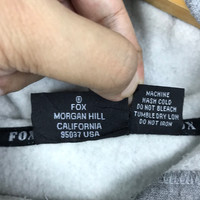 ®
FOX
MORGAN HILL
CALIFORNIA
95037 USA
MACHINE
WASH COLD
DO NOT BLEACH
TUMBLE DRY LOW
DO NOT IRON
FOX